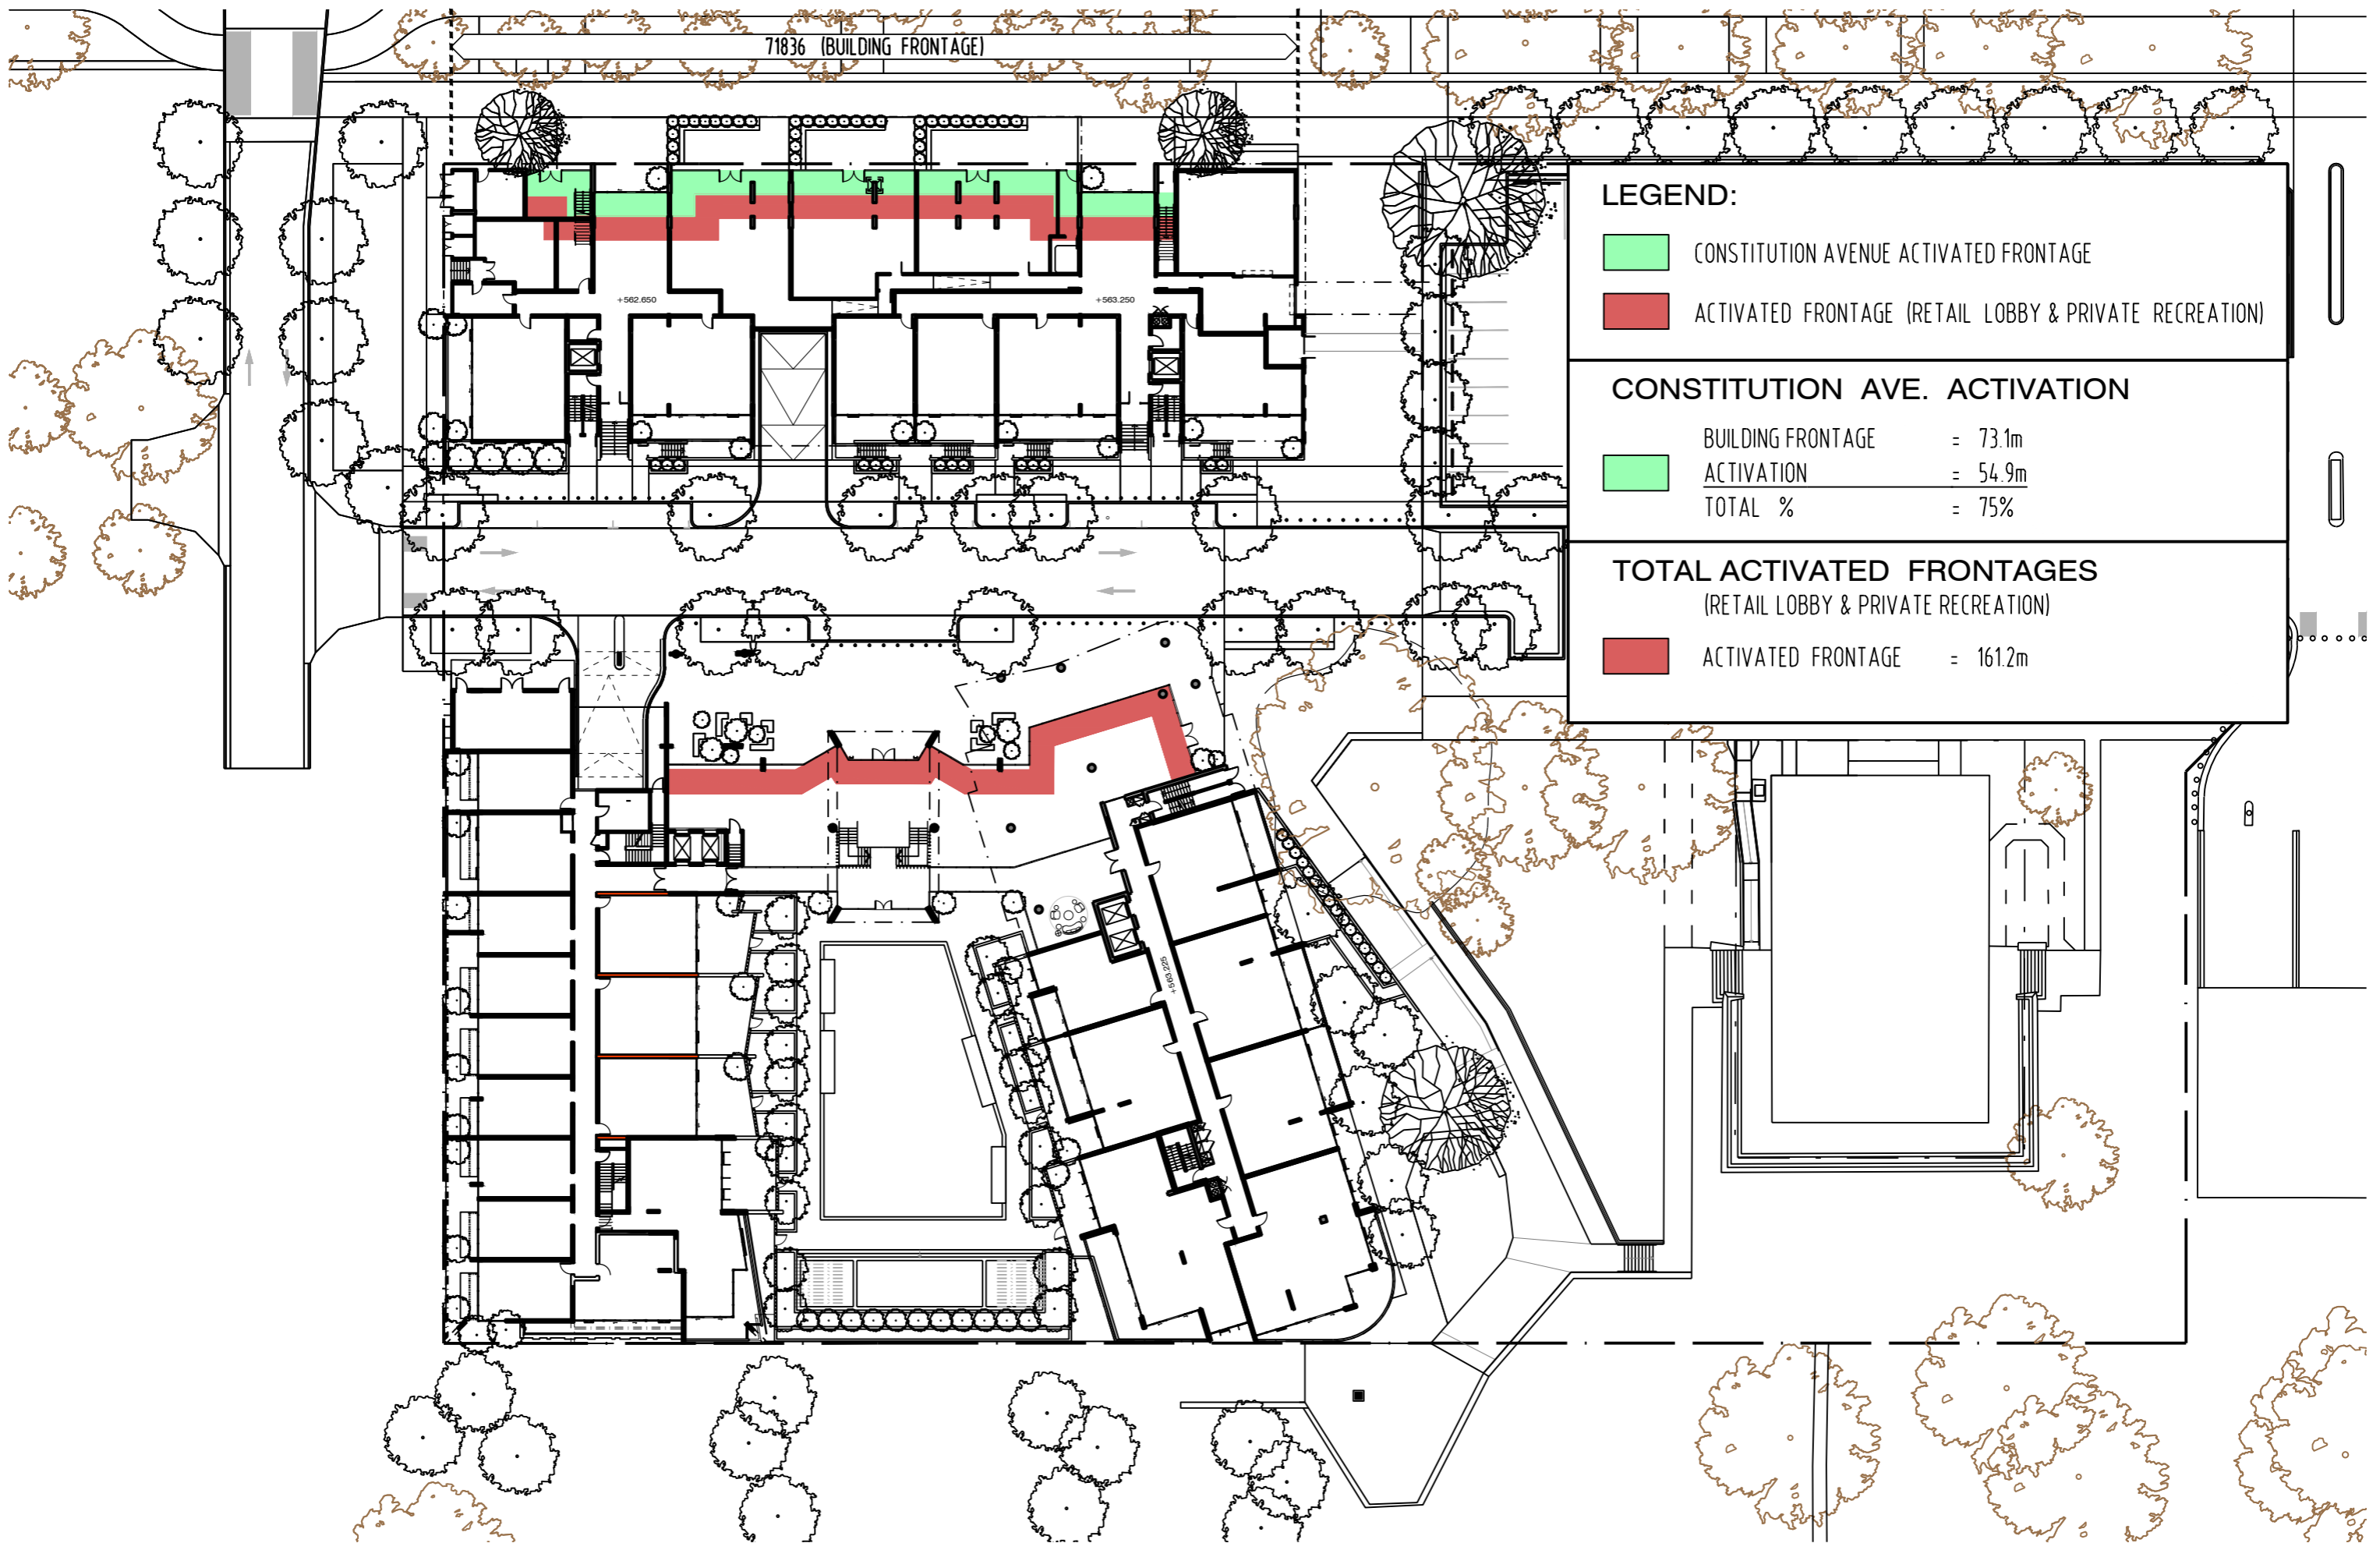 71836 (BUILDING FRONTAGE)
LEGEND:
CONSTITUTION AVENUE ACTIVATED FRONTAGE
ACTIVATED FRONTAGE (RETAIL LOBBY & PRIVATE RECREATION)
CONSTITUTION AVE. ACTIVATION
BUILDING FRONTAGE = 73.1m
ACTIVATION = 54.9m
TOTAL % = 75%
TOTAL ACTIVATED FRONTAGES
(RETAIL LOBBY & PRIVATE RECREATION)
ACTIVATED FRONTAGE = 161.2m
+562.650
+563.250
+563.225